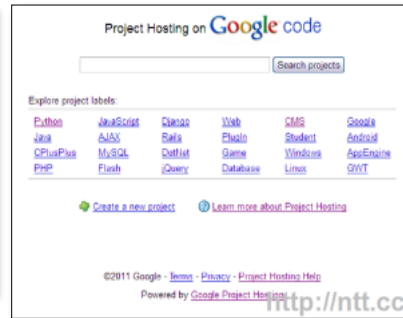 Project Hosting on Google code
Search projects
Explore project labels:
Python JavaScript Django Web CMS Google
Java AJAX Rails Plugin Student Android
CPlusPlus MySQL DotNet Game Windows AppEngine
PHP Flash jQuery Database Linux GWT
Create a new project Learn more about Project Hosting
©2011 Google - Terms - Privacy - Project Hosting Help
Powered by Google Project Hosting
http://ntt.cc